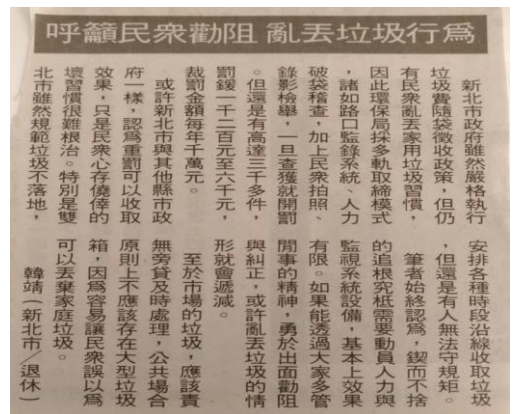 呼籲民衆勸阻 亂丟垃圾行為
新北市政府雖然嚴格執行
垃圾費隨袋徵收政策，但仍
有民衆亂丟家用垃圾習慣，
因此環保局採多軌取締模式
，諸如路口監錄系統、人力
破袋稽查，加上民衆拍照、
錄影檢舉，一旦查獲就開罰
。但還是有高達三千多件，
罰鍰一千二百元至六千元，
裁罰金額每年千萬元。
或許新北市與其他縣市政
府一樣，認為重罰可以收取
效果，只是民衆心存僥倖的
壞習慣很難根治。特別是雙
北市雖然規範垃圾不落地，
安排各種時段沿線收取垃圾
，但還是有人無法守規矩。
筆者始終認為，鍥而不捨
的追根究柢需要動員人力與
監視系統設備，基本上效果
有限。如果能透過大家多管
閒事的精神，勇於出面勸阻
與糾正，或許亂丟垃圾的情
形就會遞減。
至於市場的垃圾，應該責
無旁貸及時處理，公共場合
原則上不應該存在大型垃圾
箱，因為容易讓民衆誤以為
可以丟棄家庭垃圾。
韓靖（新北市／退休）